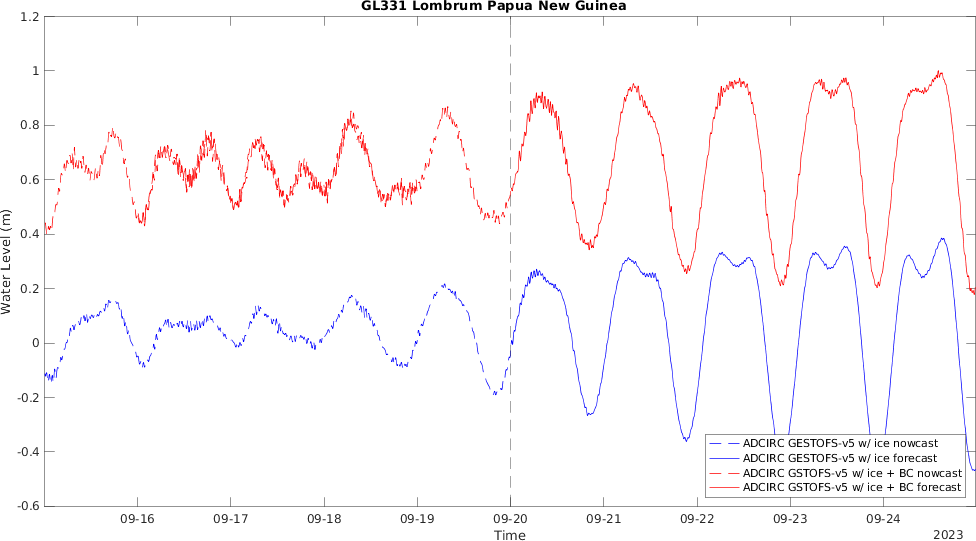 GL331 Lombrum Papua New Guinea
1.2
1
0.8
0.6
0.4
0.2
0
-0.2
-0.4
-0.6
Water Level (m)
ADCIRC GESTOFS-v5 w/ ice nowcast
ADCIRC GESTOFS-v5 w/ ice forecast
ADCIRC GSTOFS-v5 w/ ice + BC nowcast
ADCIRC GSTOFS-v5 w/ ice + BC forecast
09-16 09-17 09-18 09-19 09-20 09-21 09-22 09-23 09-24
Time
2023